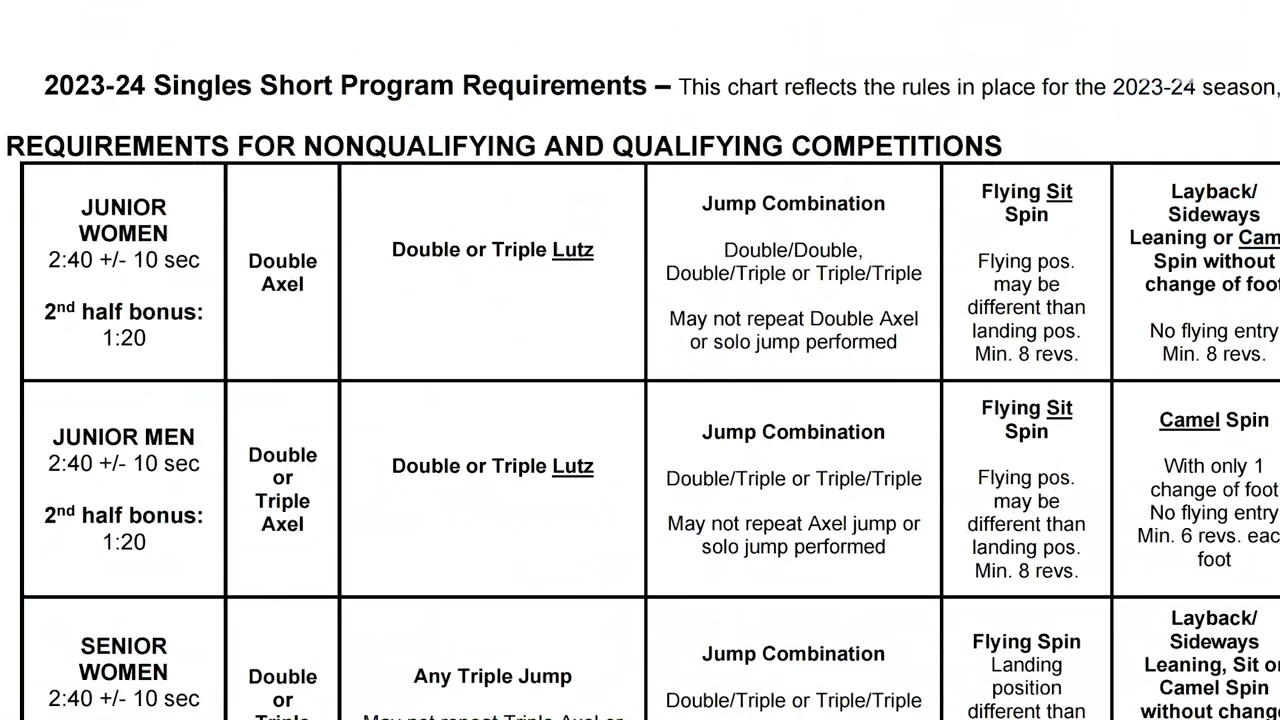 2023-24 Singles Short Program Requirements – This chart reflects the rules in place for the 2023-24 season,
REQUIREMENTS FOR NONQUALIFYING AND QUALIFYING COMPETITIONS
JUNIOR
WOMEN
2:40 +/- 10 sec
2nd half bonus:
1:20
Double
Axel
Double or Triple Lutz
Jump Combination
Double/Double,
Double/Triple or Triple/Triple
May not repeat Double Axel
or solo jump performed
Flying Sit
Spin
Flying pos.
may be
different than
landing pos.
Min. 8 revs.
Layback/
Sideways
Leaning or
Spin without
change of foot
No flying entry
Min. 8 revs.
JUNIOR MEN
2:40 +/- 10 sec
2nd half bonus:
1:20
Double
or
Triple
Axel
Double or Triple Lutz
Jump Combination
Double/Triple or Triple/Triple
May not repeat Axel jump or
solo jump performed
Flying Sit
Spin
Flying pos.
may be
different than
landing pos.
Min. 8 revs.
Camel Spin
With only 1
change of foot
No flying entry
Min. 6 revs.
foot
SENIOR
WOMEN
2:40 +/- 10 sec
Double
or
Any Triple Jump
Jump Combination
Double/Triple or Triple/Triple
Flying Spin
Landing
position
different than
Layback/
Sideways
Leaning, Sit or
Camel Spin
without change